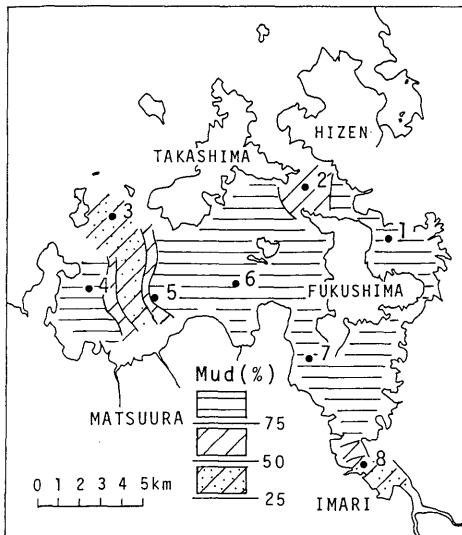 HIZEN
TAKASHIMA
2
3
1
4
5
6
FUKUSHIMA
7
Mud(%)
75
MATSUURA
50
8
25
0 1 2 3 4 5km
IMARI